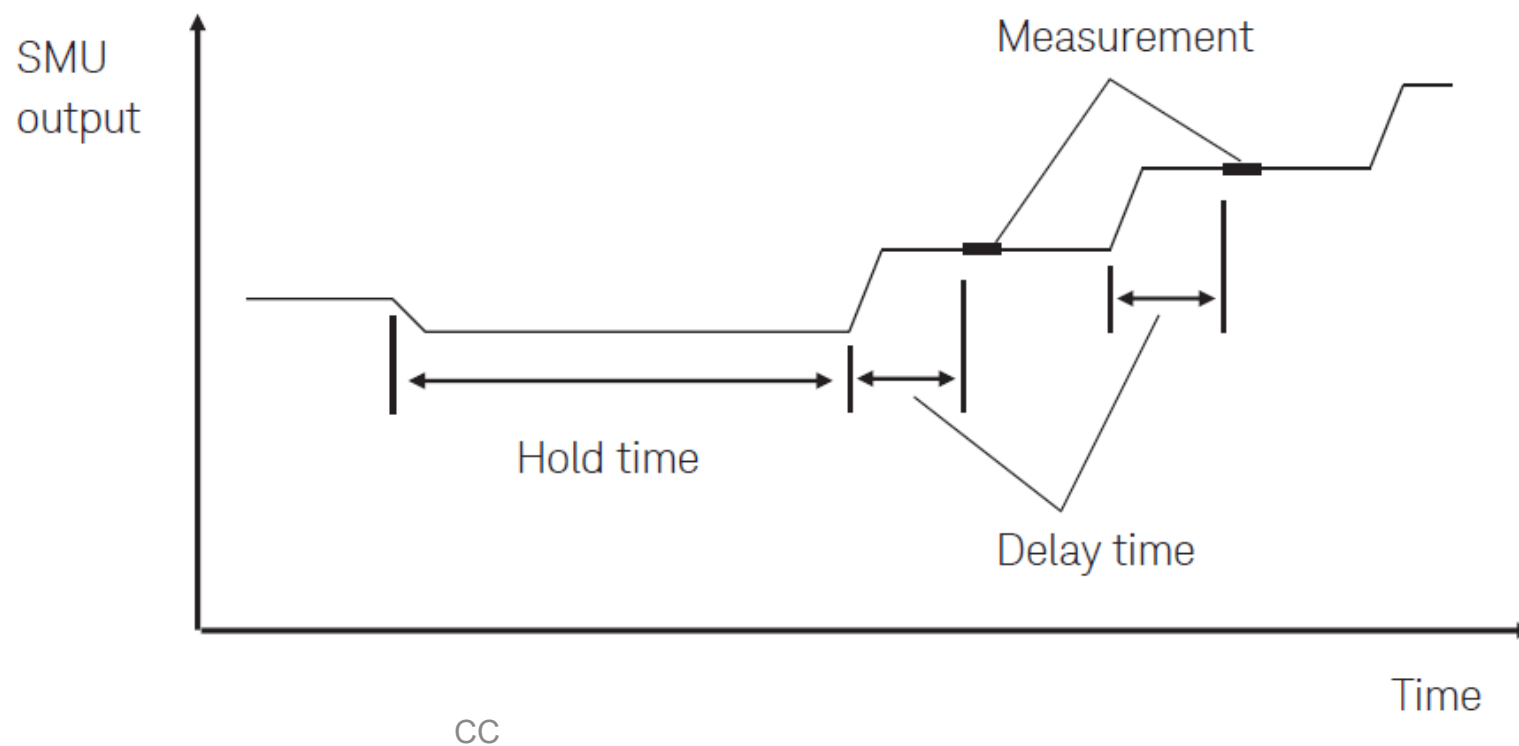 SMU
output
Measurement
Hold time
Delay time
Time
CC